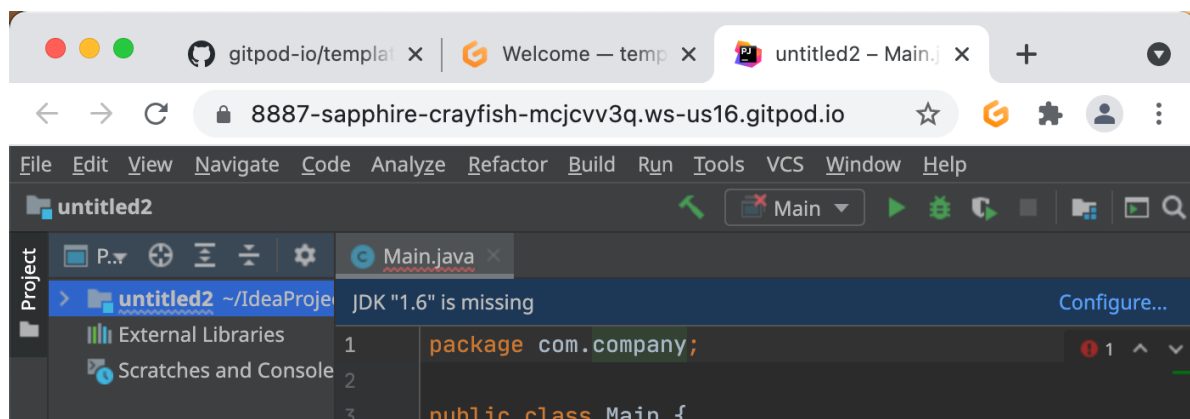 gitpod-io/templat Welcome — temp untitled2 – Main.j
8887-sapphire-crayfish-mcjcvv3q.ws-us16.gitpod.io
File Edit View Navigate Code Analyze Refactor Build Run Tools VCS Window Help
untitled2 Main
Project
P... Main.java
untitled2 ~/IdeaProje
JDK "1.6" is missing Configure...
External Libraries
Scratches and Console
1 package com.company; 1
2
3 public class Main {